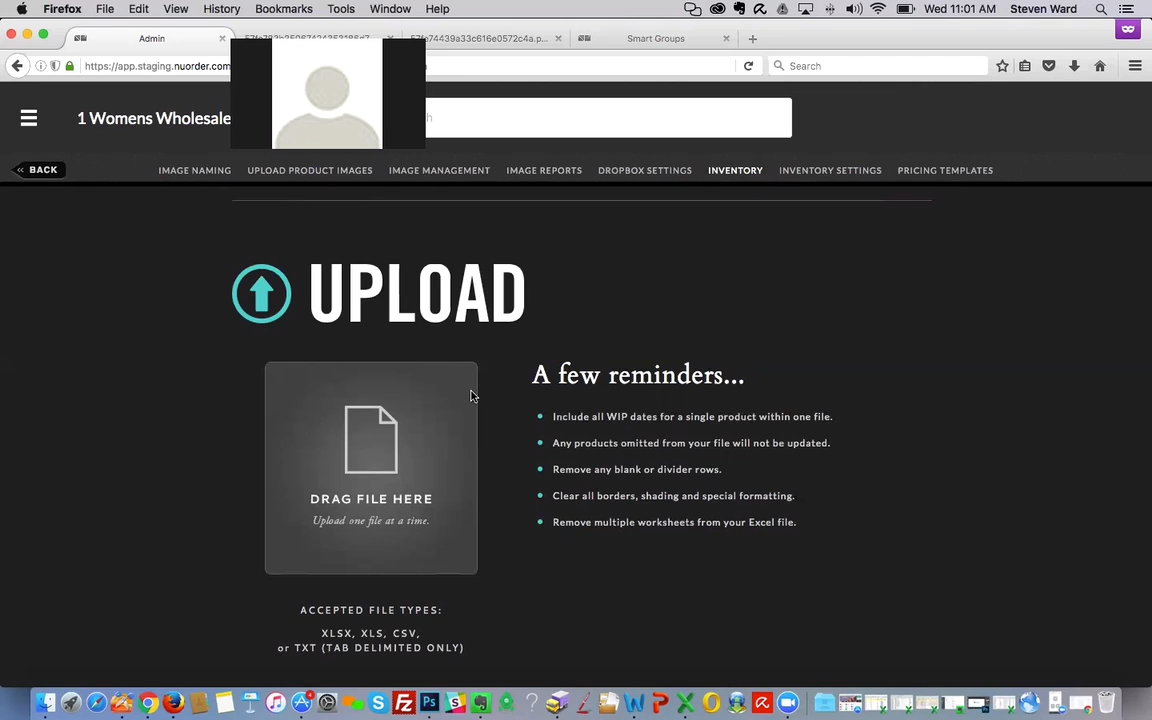 Firefox File Edit View History Bookmarks Tools Window Help Wed 11:01 AM Steven Ward
Admin 57fe74439a33c616e0572c4a.p... Smart Groups
https://app.staging.nuorder.com Search
1 Womens Wholesale h
BACK IMAGE NAMING UPLOAD PRODUCT IMAGES IMAGE MANAGEMENT IMAGE REPORTS DROPBOX SETTINGS INVENTORY INVENTORY SETTINGS PRICING TEMPLATES
UPLOAD
A few reminders...
Include all WIP dates for a single product within one file.
Any products omitted from your file will not be updated.
Remove any blank or divider rows.
Clear all borders, shading and special formatting.
Remove multiple worksheets from your Excel file.
DRAG FILE HERE
Upload one file at a time.
ACCEPTED FILE TYPES:
XLSX, XLS, CSV,
or TXT (TAB DELIMITED ONLY)